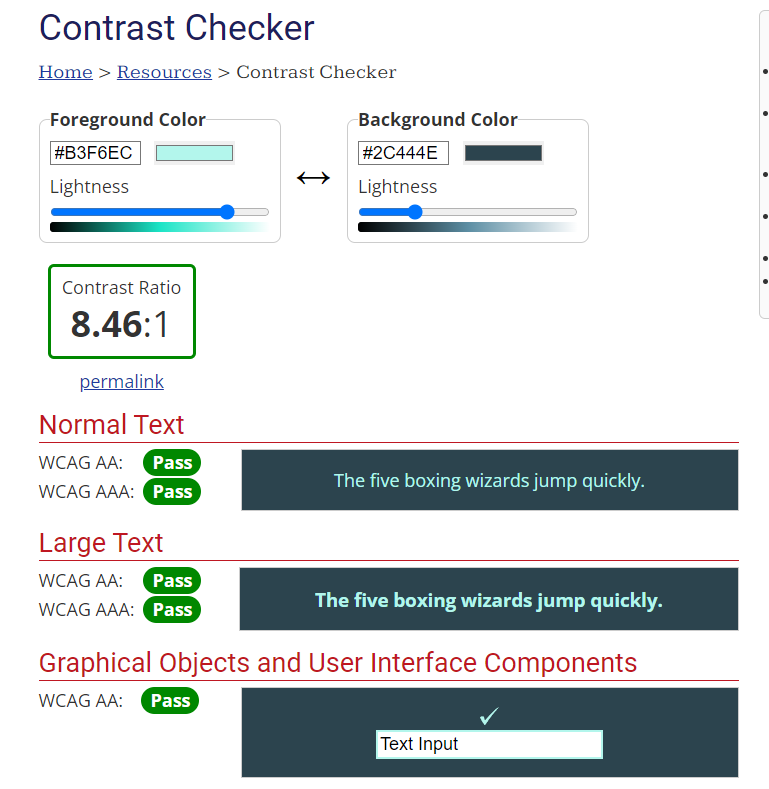 Contrast Checker
Home > Resources > Contrast Checker
Foreground Color
#B3F6EC
Lightness
Background Color
#2C444E
Lightness
Contrast Ratio
8.46:1
permalink
Normal Text
WCAG AA: Pass
WCAG AAA: Pass
The five boxing wizards jump quickly.
Large Text
WCAG AA: Pass
WCAG AAA: Pass
The five boxing wizards jump quickly.
Graphical Objects and User Interface Components
WCAG AA: Pass
Text Input